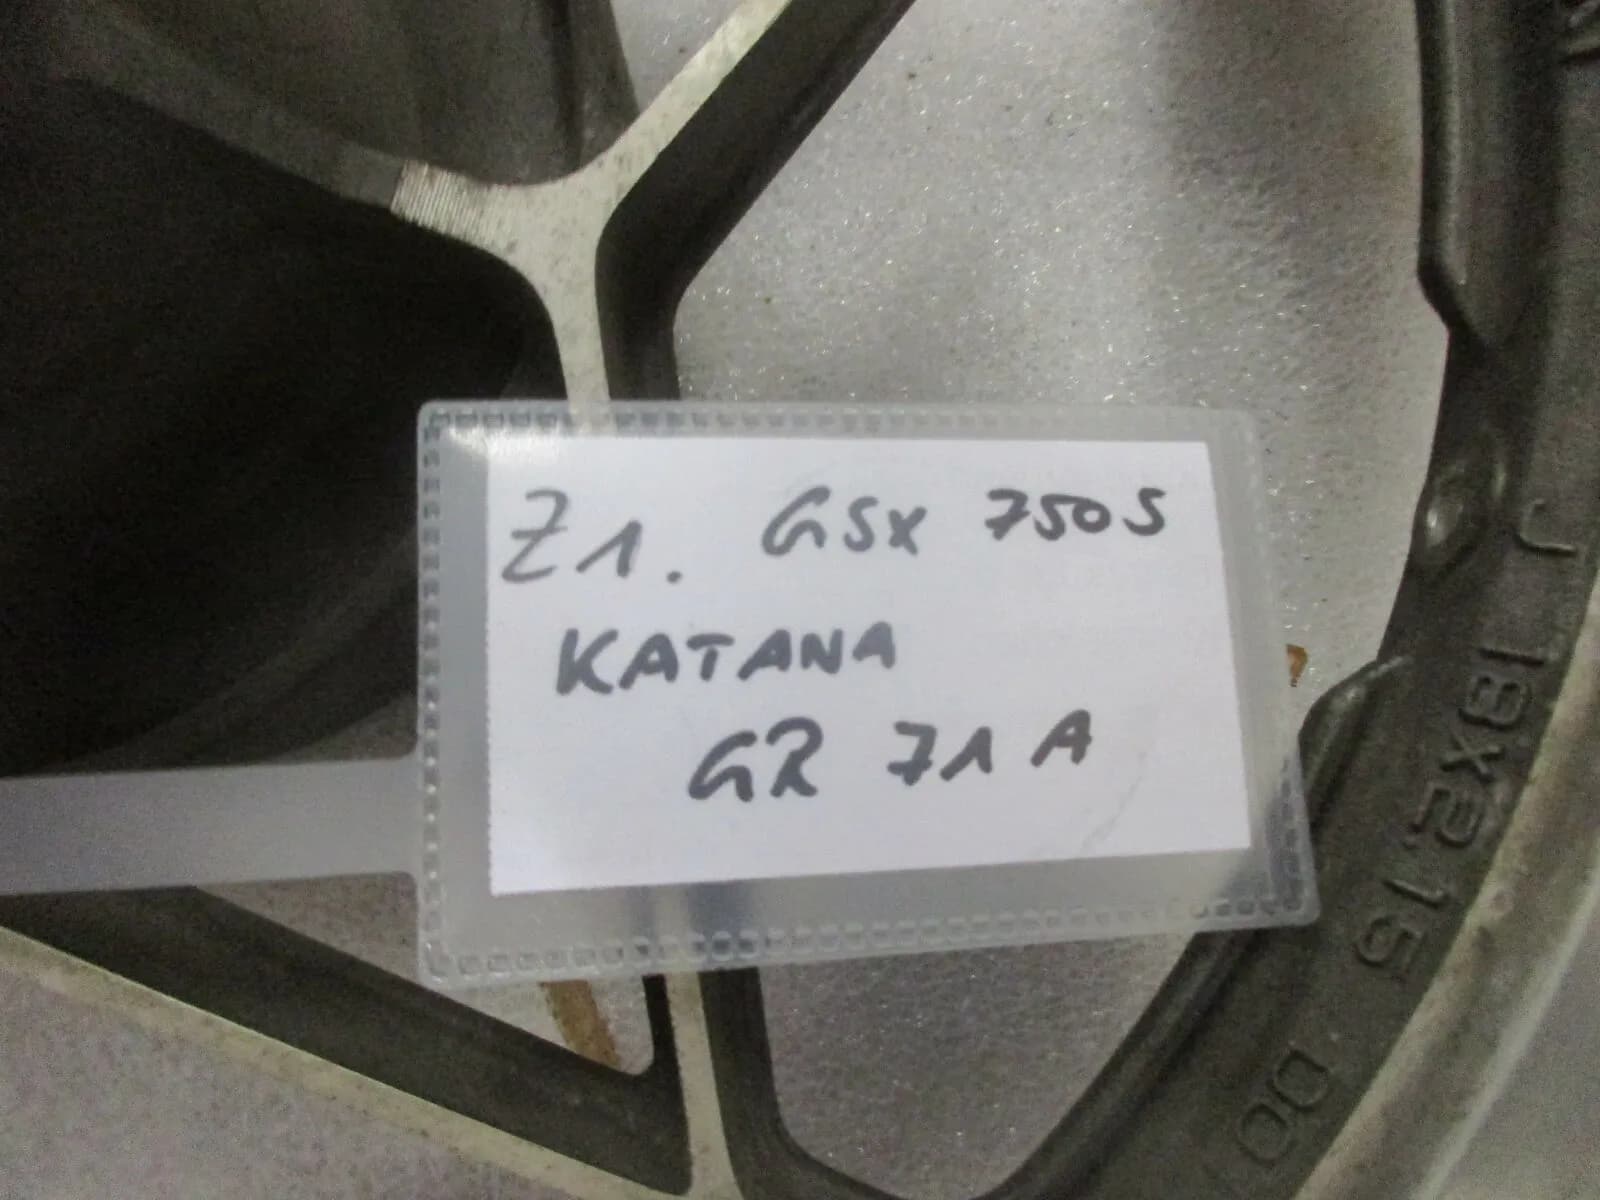 Z1. GSX 750S
KATANA
GR 71 A
J 18X2.15 DO